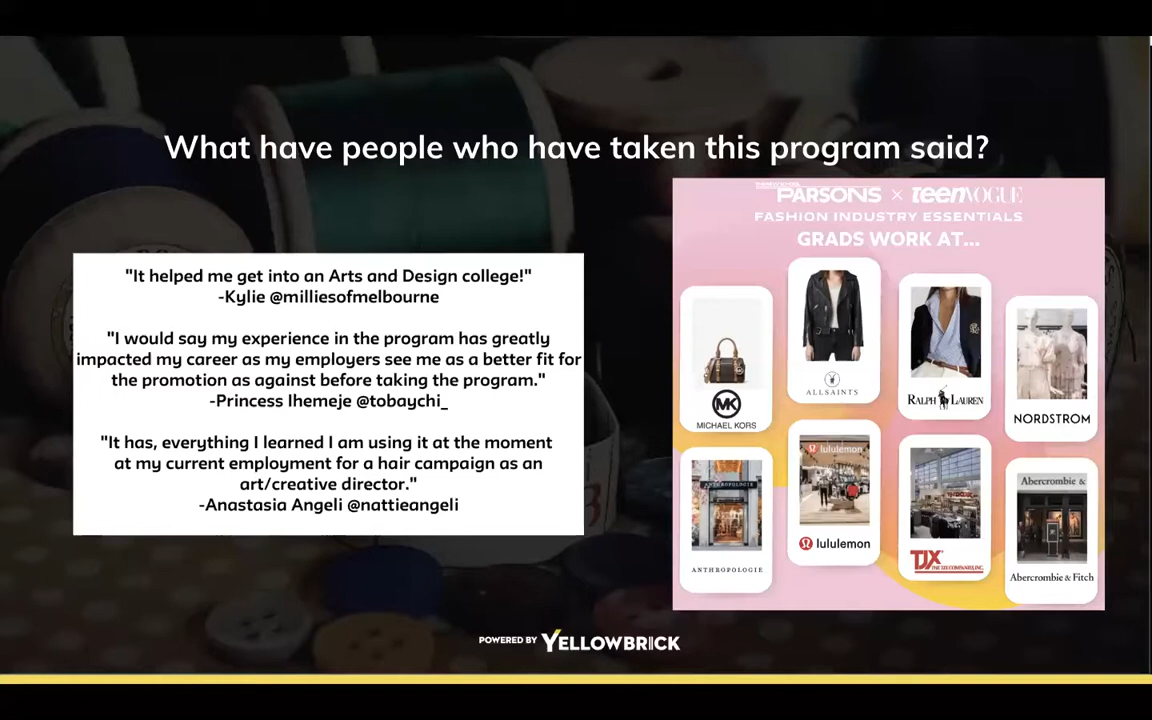 What have people who have taken this program said?
"It helped me get into an Arts and Design college!"
-Kylie @milliesofmelbourne
"I would say my experience in the program has greatly
impacted my career as my employers see me as a better fit for
the promotion as against before taking the program."
-Princess Ihemeje @tobaychi_
"It has, everything I learned I am using it at the moment
at my current employment for a hair campaign as an
art/creative director."
-Anastasia Angeli @nattieangeli
PARSONS × teenVOGUE
FASHION INDUSTRY ESSENTIALS
GRADS WORK AT...
MK
MICHAEL KORS
ALLSAINTS
RALPH LAUREN
NORDSTROM
ANTHROPOLOGIE
ANTHROPOLOGIE
lululemon
lululemon
TJX
Abercrombie &
Abercrombie & Fitch
POWERED BY YELLOWBRICK